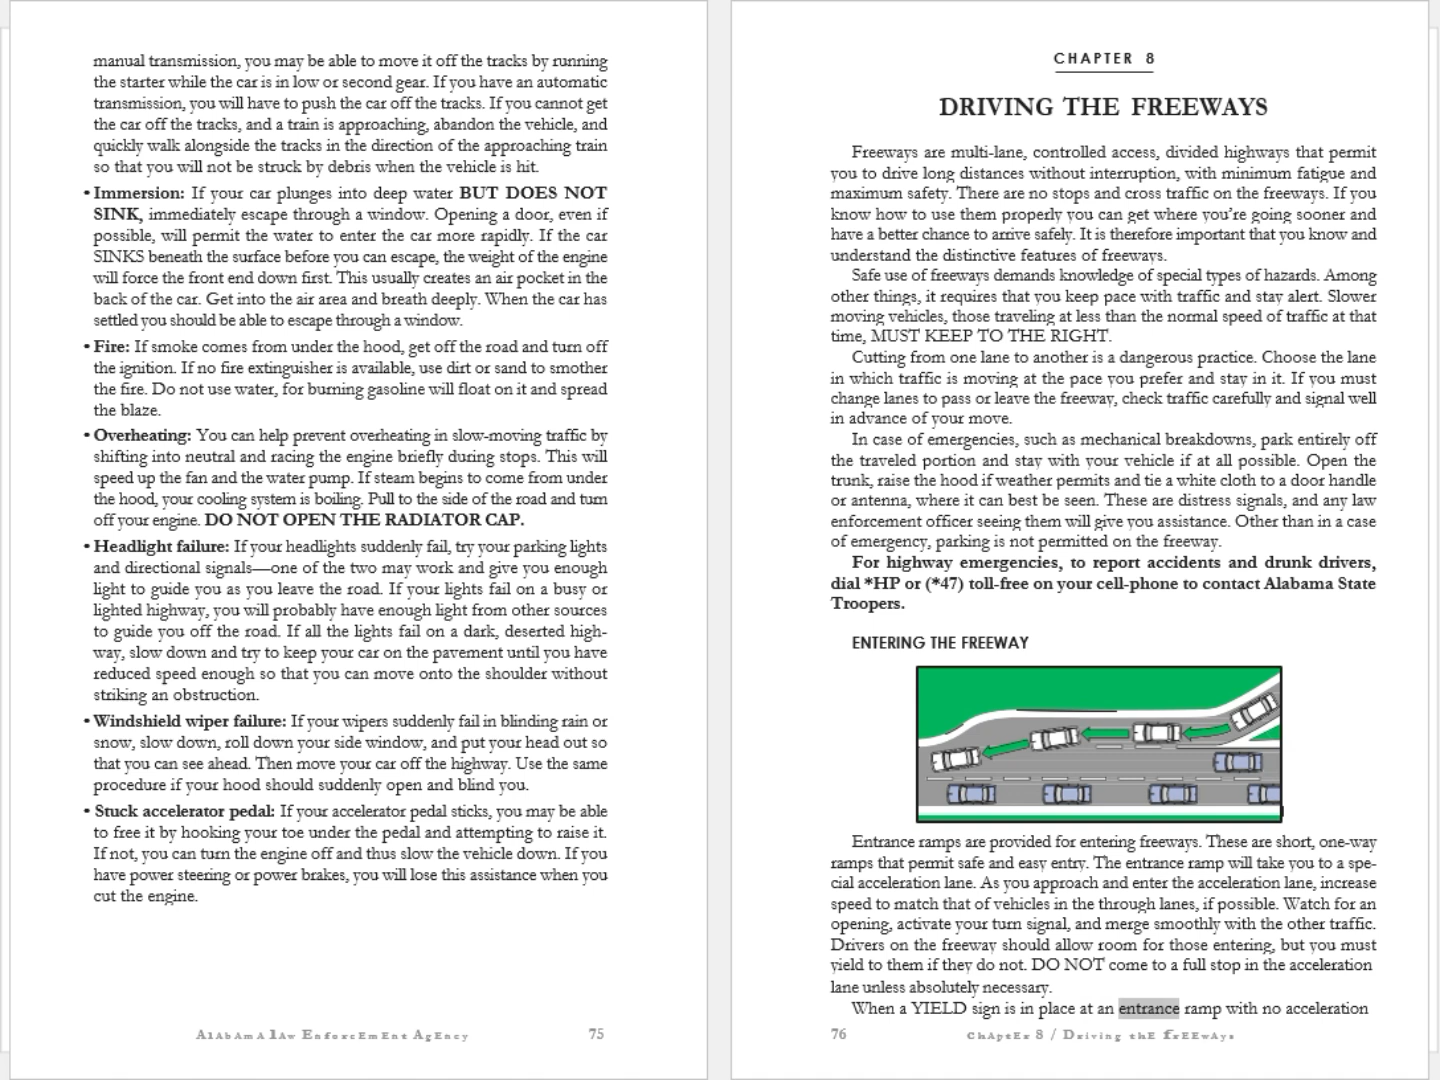 manual transmission, you may be able to move it off the tracks by running
the starter while the car is in low or second gear. If you have an automatic
transmission, you will have to push the car off the tracks. If you cannot get
the car off the tracks, and a train is approaching, abandon the vehicle, and
quickly walk alongside the tracks in the direction of the approaching train
so that you will not be struck by debris when the vehicle is hit.
• Immersion: If your car plunges into deep water BUT DOES NOT
SINK, immediately escape through a window. Opening a door, even if
possible, will permit the water to enter the car more rapidly. If the car
SINKS beneath the surface before you can escape, the weight of the engine
will force the front end down first. This usually creates an air pocket in the
back of the car. Get into the air area and breath deeply. When the car has
settled you should be able to escape through a window.
• Fire: If smoke comes from under the hood, get off the road and turn off
the ignition. If no fire extinguisher is available, use dirt or sand to smother
the fire. Do not use water, for burning gasoline will float on it and spread
the blaze.
• Overheating: You can help prevent overheating in slow-moving traffic by
shifting into neutral and racing the engine briefly during stops. This will
speed up the fan and the water pump. If steam begins to come from under
the hood, your cooling system is boiling. Pull to the side of the road and turn
off your engine. DO NOT OPEN THE RADIATOR CAP.
• Headlight failure: If your headlights suddenly fail, try your parking lights
and directional signals—one of the two may work and give you enough
light to guide you as you leave the road. If your lights fail on a busy or
lighted highway, you will probably have enough light from other sources
to guide you off the road. If all the lights fail on a dark, deserted high-
way, slow down and try to keep your car on the pavement until you have
reduced speed enough so that you can move onto the shoulder without
striking an obstruction.
• Windshield wiper failure: If your wipers suddenly fail in blinding rain or
snow, slow down, roll down your side window, and put your head out so
that you can see ahead. Then move your car off the highway. Use the same
procedure if your hood should suddenly open and blind you.
• Stuck accelerator pedal: If your accelerator pedal sticks, you may be able
to free it by hooking your toe under the pedal and attempting to raise it.
If not, you can turn the engine off and thus slow the vehicle down. If you
have power steering or power brakes, you will lose this assistance when you
cut the engine.
AlAbAmA lAw EnforcEmEnt AgEncy 75
CHAPTER 8
DRIVING THE FREEWAYS
Freeways are multi-lane, controlled access, divided highways that permit
you to drive long distances without interruption, with minimum fatigue and
maximum safety. There are no stops and cross traffic on the freeways. If you
know how to use them properly you can get where you're going sooner and
have a better chance to arrive safely. It is therefore important that you know and
understand the distinctive features of freeways.
Safe use of freeways demands knowledge of special types of hazards. Among
other things, it requires that you keep pace with traffic and stay alert. Slower
moving vehicles, those traveling at less than the normal speed of traffic at that
time, MUST KEEP TO THE RIGHT.
Cutting from one lane to another is a dangerous practice. Choose the lane
in which traffic is moving at the pace you prefer and stay in it. If you must
change lanes to pass or leave the freeway, check traffic carefully and signal well
in advance of your move.
In case of emergencies, such as mechanical breakdowns, park entirely off
the traveled portion and stay with your vehicle if at all possible. Open the
trunk, raise the hood if weather permits and tie a white cloth to a door handle
or antenna, where it can best be seen. These are distress signals, and any law
enforcement officer seeing them will give you assistance. Other than in a case
of emergency, parking is not permitted on the freeway.
For highway emergencies, to report accidents and drunk drivers,
dial *HP or (*47) toll-free on your cell-phone to contact Alabama State
Troopers.
ENTERING THE FREEWAY
Entrance ramps are provided for entering freeways. These are short, one-way
ramps that permit safe and easy entry. The entrance ramp will take you to a spe-
cial acceleration lane. As you approach and enter the acceleration lane, increase
speed to match that of vehicles in the through lanes, if possible. Watch for an
opening, activate your turn signal, and merge smoothly with the other traffic.
Drivers on the freeway should allow room for those entering, but you must
yield to them if they do not. DO NOT come to a full stop in the acceleration
lane unless absolutely necessary.
When a YIELD sign is in place at an entrance ramp with no acceleration
76 chAptEr 8 / Driving thE frEEwAys